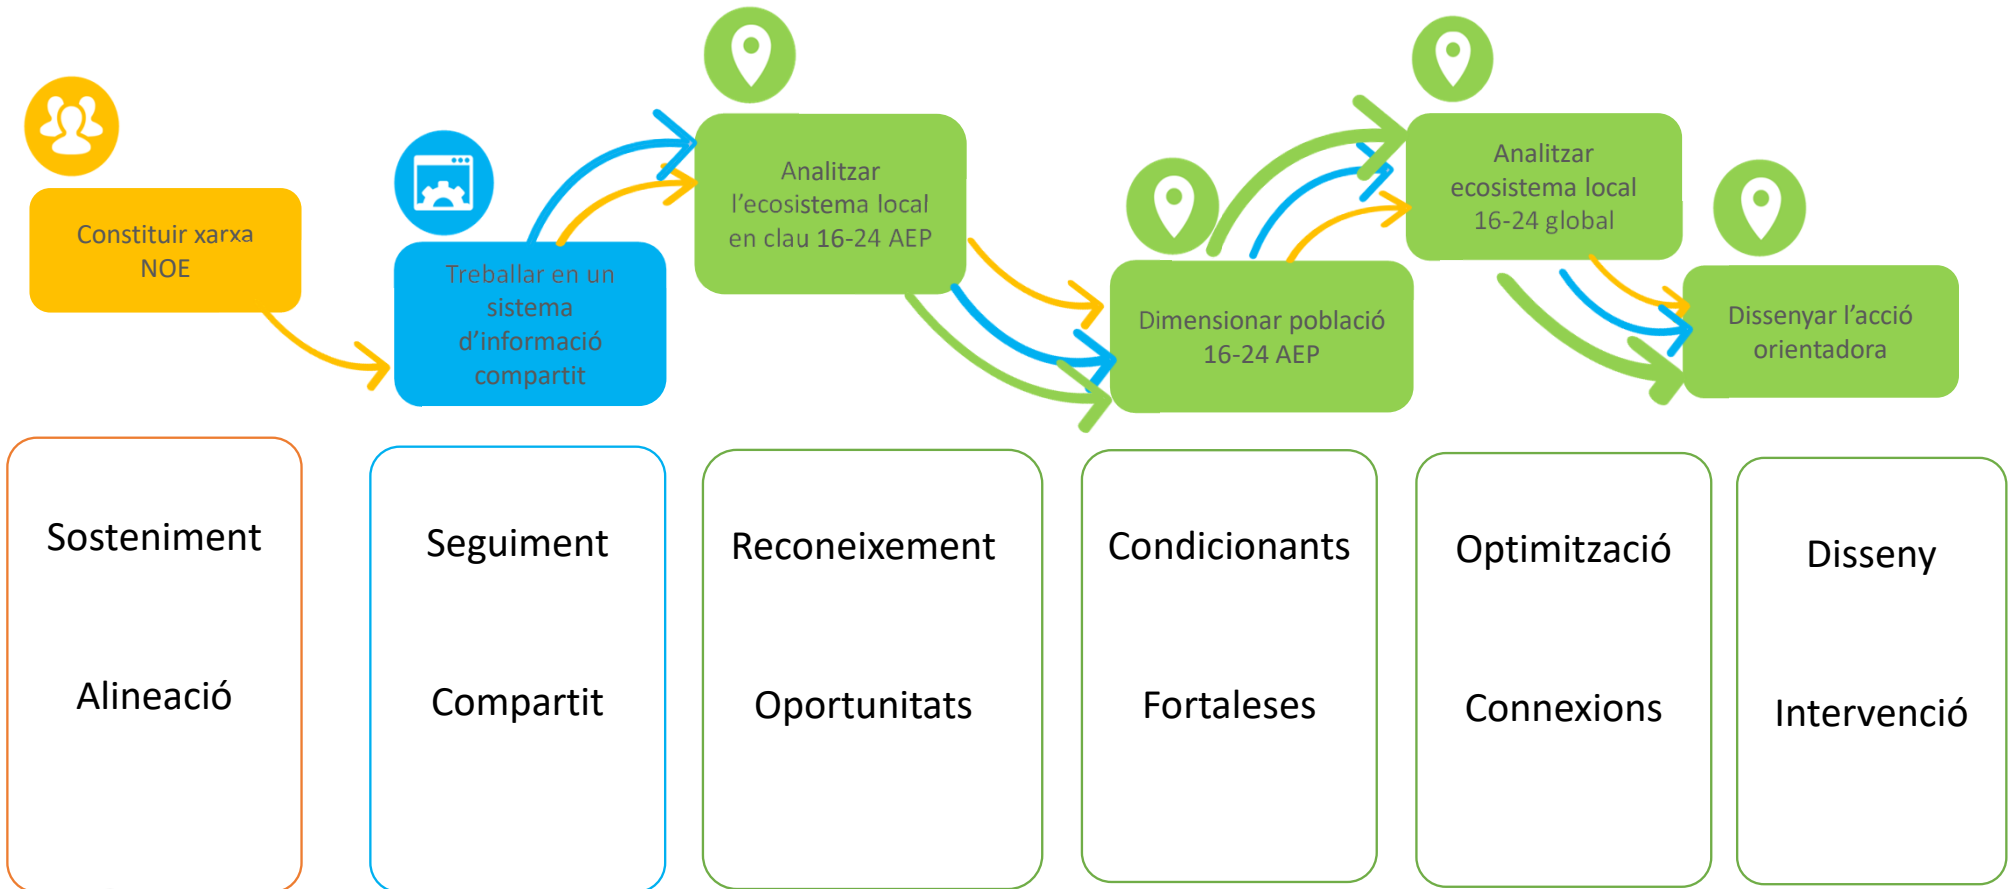 Constituir xarxa
NOE
Treballar en un
sistema
d’informació
compartit
Analitzar
l’ecosistema local
en clau 16-24 AEP
Dimensionar població
16-24 AEP
Analitzar
ecosistema local
16-24 global
Dissenyar l’acció
orientadora
Sosteniment
Alineació
Seguiment
Compartit
Reconeixement
Oportunitats
Condicionants
Fortaleses
Optimització
Connexions
Disseny
Intervenció